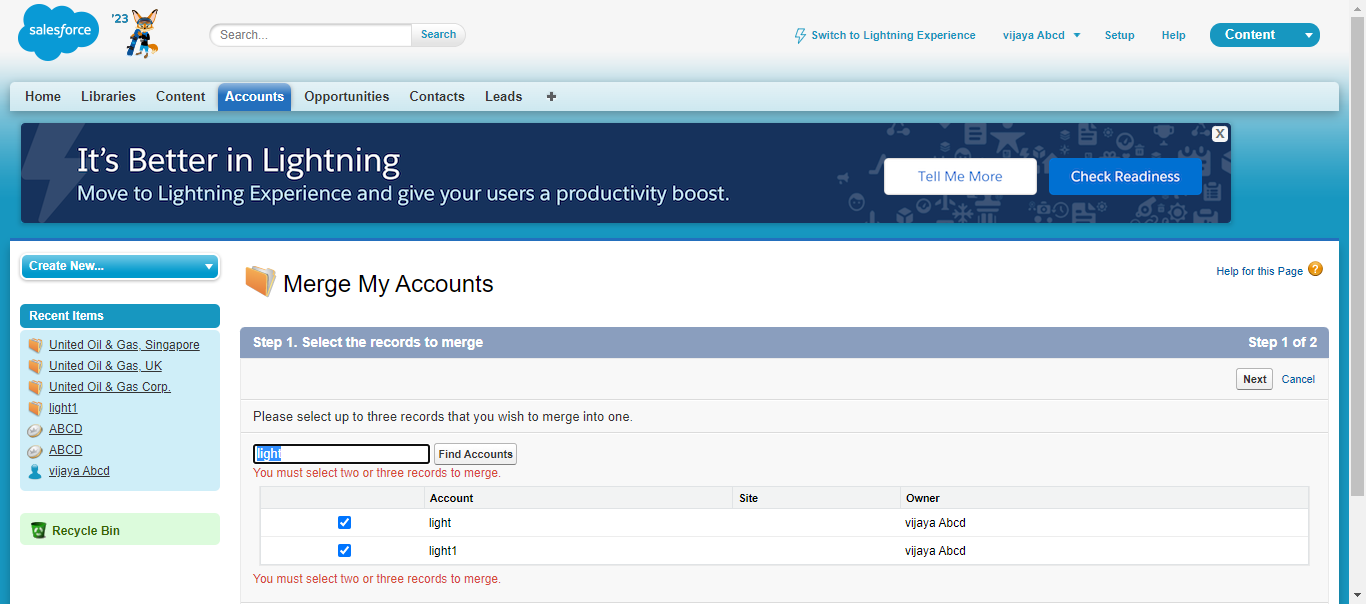 salesforce
'23
Search...
Search
Switch to Lightning Experience
vijaya Abcd
Setup
Help
Content
Home
Libraries
Content
Accounts
Opportunities
Contacts
Leads
+
It's Better in Lightning
Move to Lightning Experience and give your users a productivity boost.
Tell Me More
Check Readiness
X
Create New...
Recent Items
United Oil & Gas, Singapore
United Oil & Gas, UK
United Oil & Gas Corp.
light1
ABCD
ABCD
vijaya Abcd
Recycle Bin
Merge My Accounts
Help for this Page ?
Step 1. Select the records to merge
Step 1 of 2
Next
Cancel
Please select up to three records that you wish to merge into one.
light
Find Accounts
You must select two or three records to merge.
Account Site Owner
light vijaya Abcd
light1 vijaya Abcd
You must select two or three records to merge.